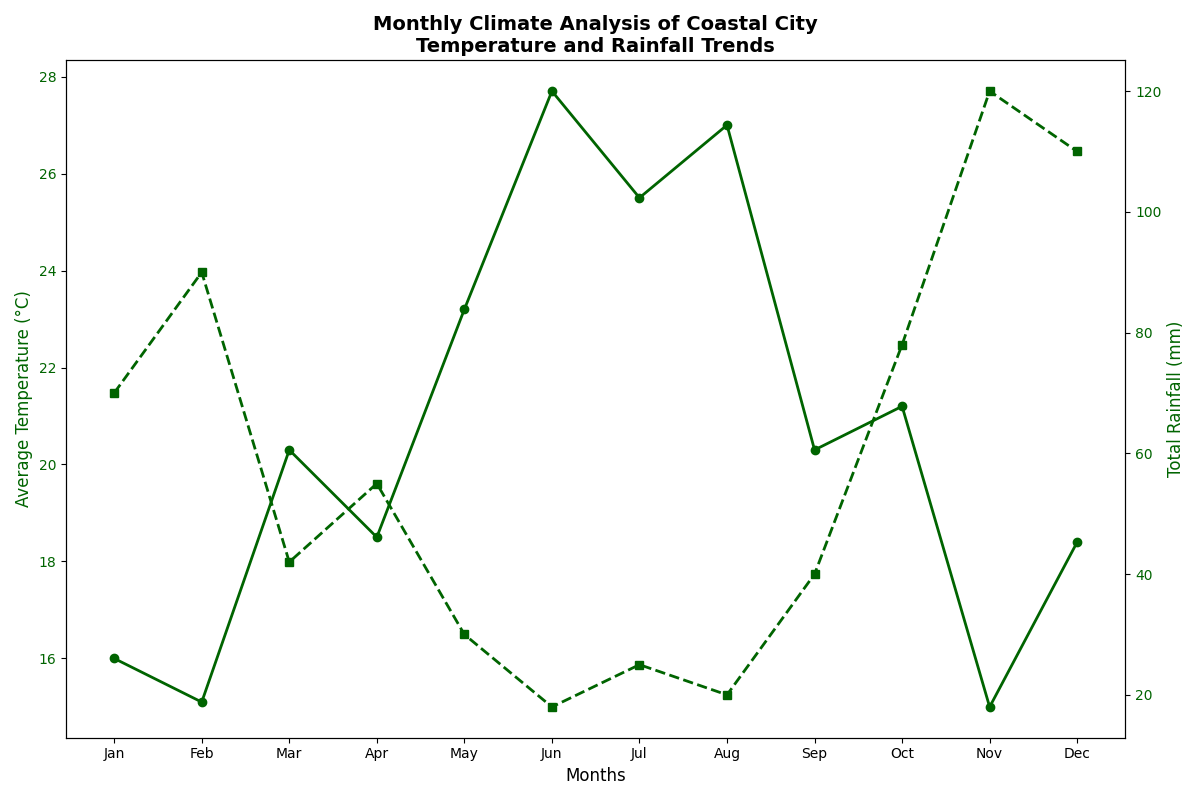 Monthly Climate Analysis of Coastal City
Temperature and Rainfall Trends
Average Temperature (°C)
28
26
24
22
20
18
16
120
100
80
60
40
20
Total Rainfall (mm)
Jan Feb Mar Apr May Jun Jul Aug Sep Oct Nov Dec
Months